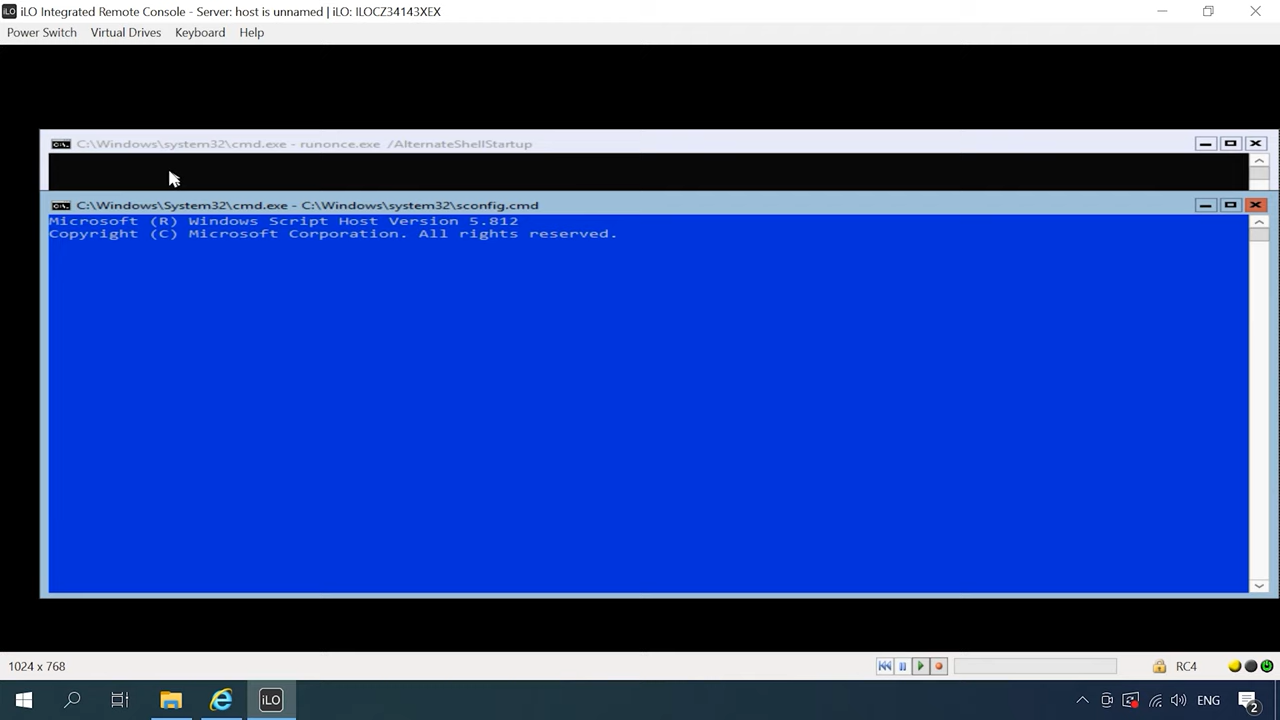 iLO Integrated Remote Console - Server: host is unnamed | iLO: ILOCZ34143XEX
Power Switch Virtual Drives Keyboard Help
C:\Windows\system32\cmd.exe - runonce.exe /AlternateShellStartup
C:\Windows\System32\cmd.exe - C:\Windows\system32\sconfig.cmd
Microsoft (R) Windows Script Host Version 5.812
Copyright (C) Microsoft Corporation. All rights reserved.
1024 x 768
RC4
iLO
ENG
2